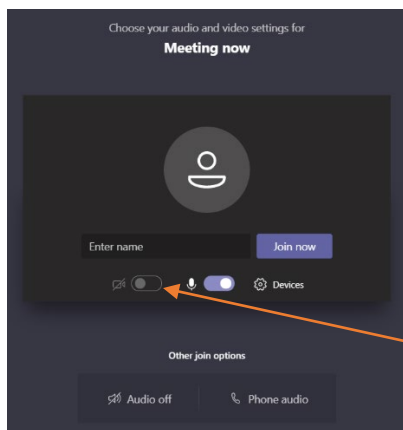 Choose your audio and video settings for
Meeting now
Enter name
Join now
Devices
Other join options
Audio off
Phone audio